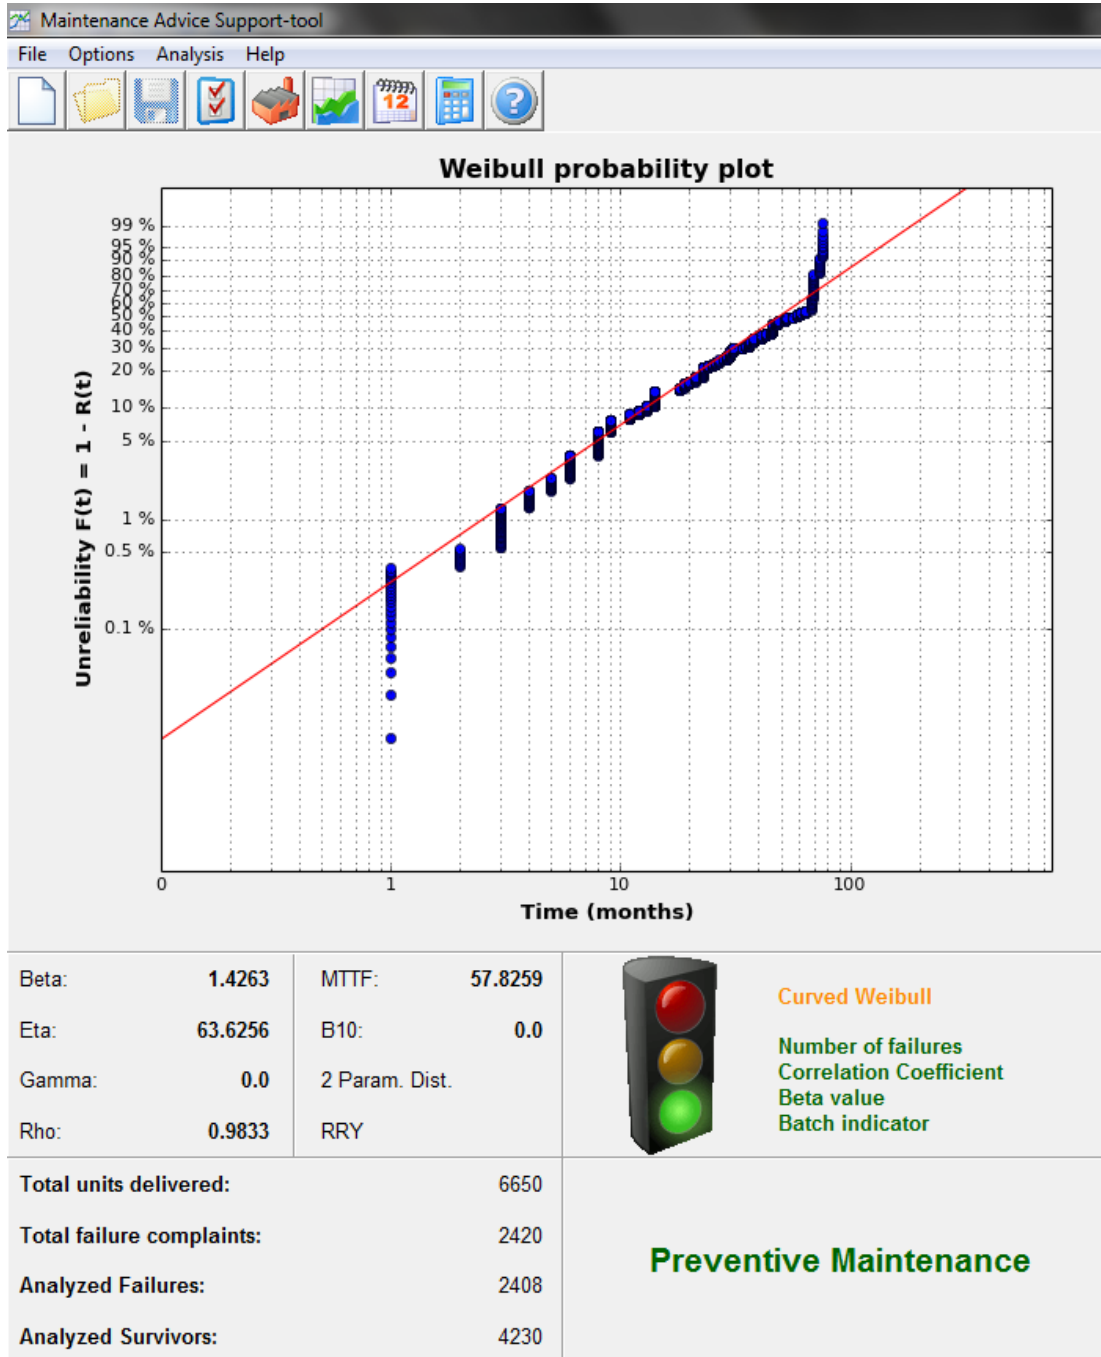 Maintenance Advice Support-tool
File Options Analysis Help
12
Weibull probability plot
99 %
95 %
90 %
80 %
70 %
60 %
50 %
40 %
30 %
20 %
10 %
5 %
1 %
0.5 %
0.1 %
Unreliability F(t) = 1 - R(t)
0 1 10 100
Time (months)
Beta: 1.4263 MTTF: 57.8259
Eta: 63.6256 B10: 0.0
Gamma: 0.0 2 Param. Dist.
Rho: 0.9833 RRY
Curved Weibull
Number of failures
Correlation Coefficient
Beta value
Batch indicator
Total units delivered: 6650
Total failure complaints: 2420
Analyzed Failures: 2408
Analyzed Survivors: 4230
Preventive Maintenance